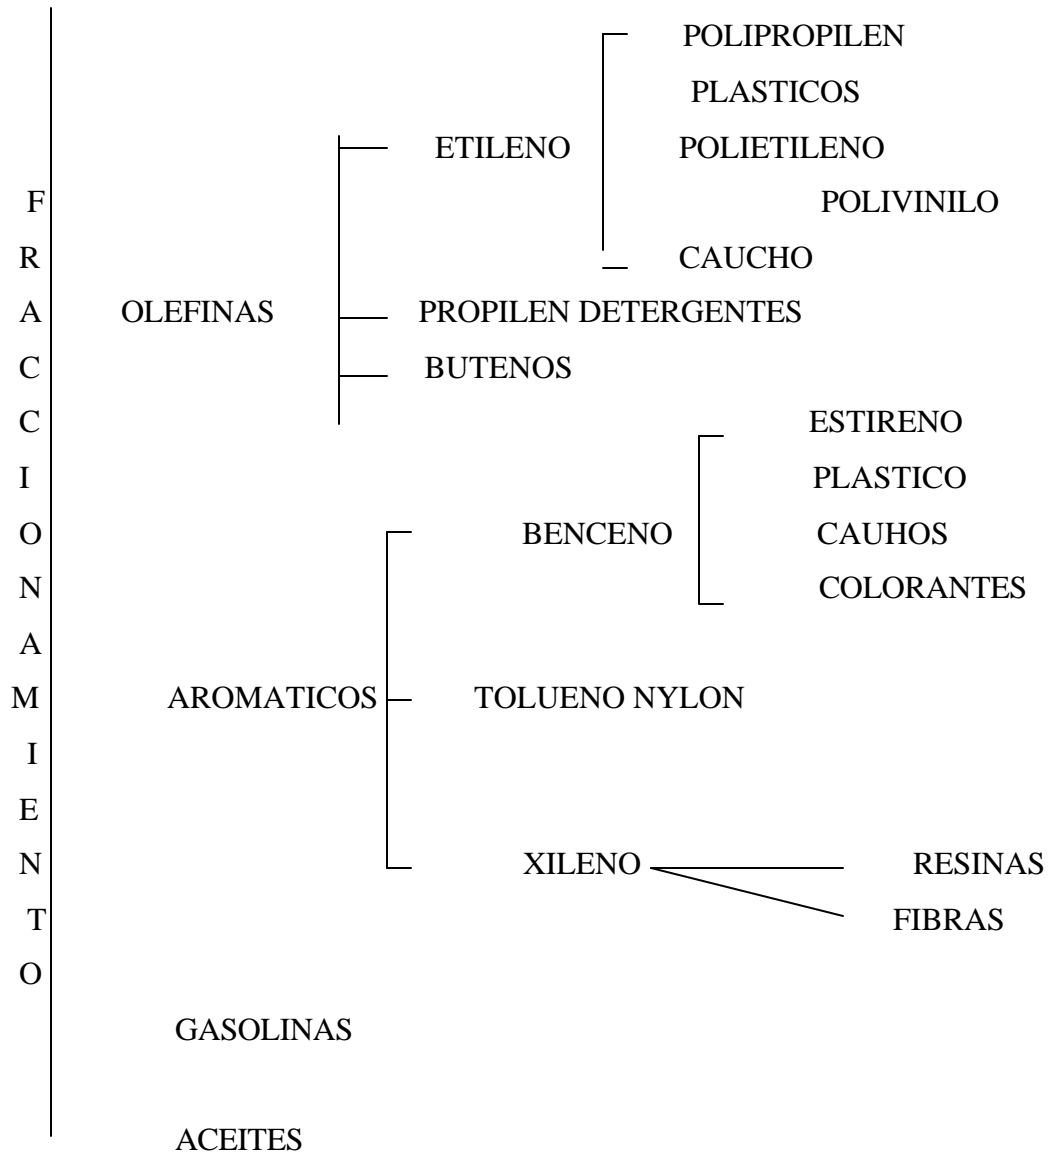 FRACCIONAMIENTO
OLEFINAS
ETILENO
POLIPROPILEN
PLASTICOS
POLIETILENO
POLIVINILO
CAUCHO
PROPILEN DETERGENTES
BUTENOS
AROMATICOS
BENCENO
ESTIRENO
PLASTICO
CAUHOS
COLORANTES
TOLUENO NYLON
XILENO
RESINAS
FIBRAS
GASOLINAS
ACEITES